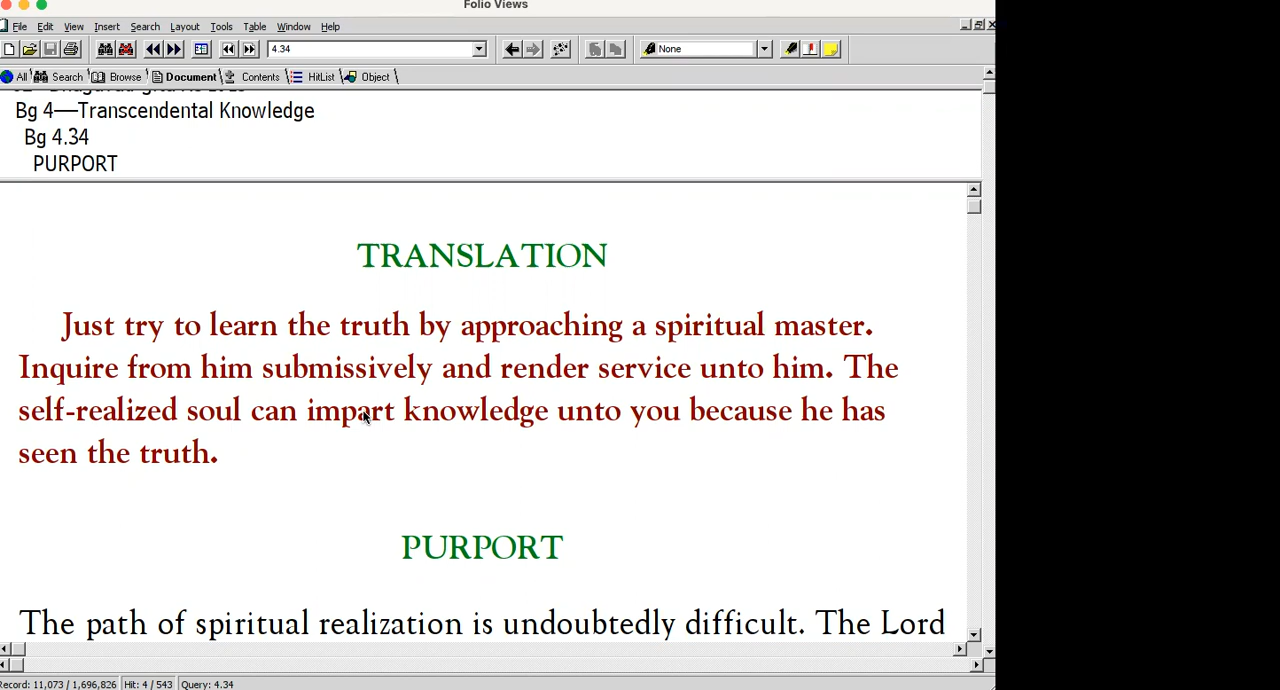 Folio Views
File Edit View Insert Search Layout Tools Table Window Help
4.34 None
All Search Browse Document Contents HitList Object
Bg 4—Transcendental Knowledge
Bg 4.34
PURPORT
TRANSLATION
Just try to learn the truth by approaching a spiritual master.
Inquire from him submissively and render service unto him. The
self-realized soul can impart knowledge unto you because he has
seen the truth.
PURPORT
The path of spiritual realization is undoubtedly difficult. The Lord
Record: 11,073 / 1,696,826 Hit: 4 / 543 Query: 4.34